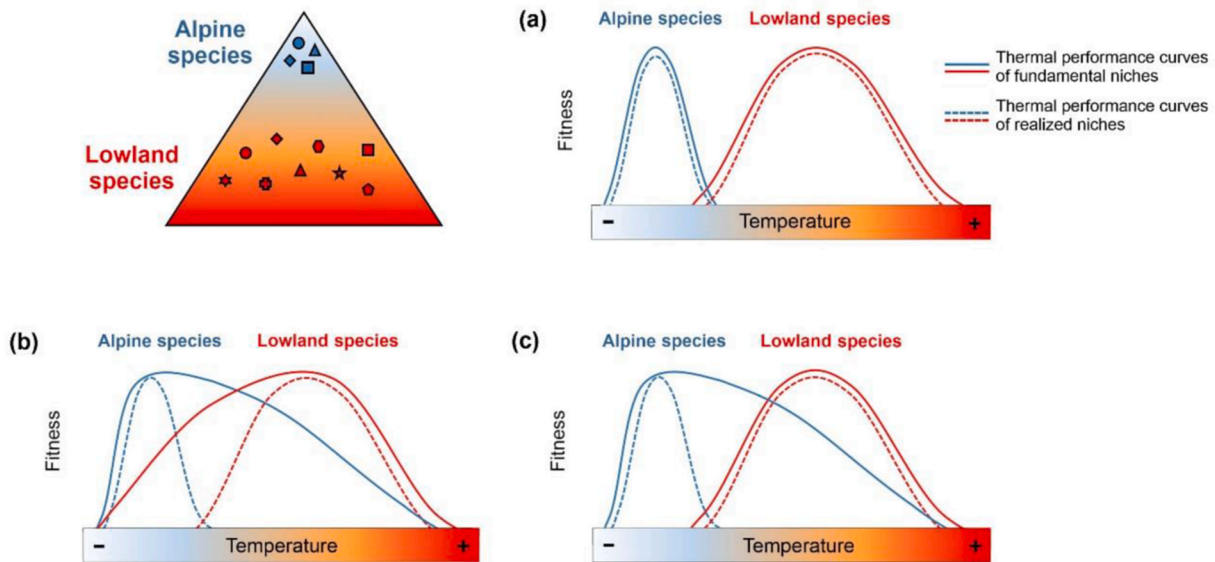 Alpine
species
Lowland
species
(a)
Alpine species
Lowland species
Fitness
−
Temperature
+
Thermal performance curves
of fundamental niches
Thermal performance curves
of realized niches
(b)
Alpine species
Lowland species
Fitness
−
Temperature
+
(c)
Alpine species
Lowland species
Fitness
−
Temperature
+